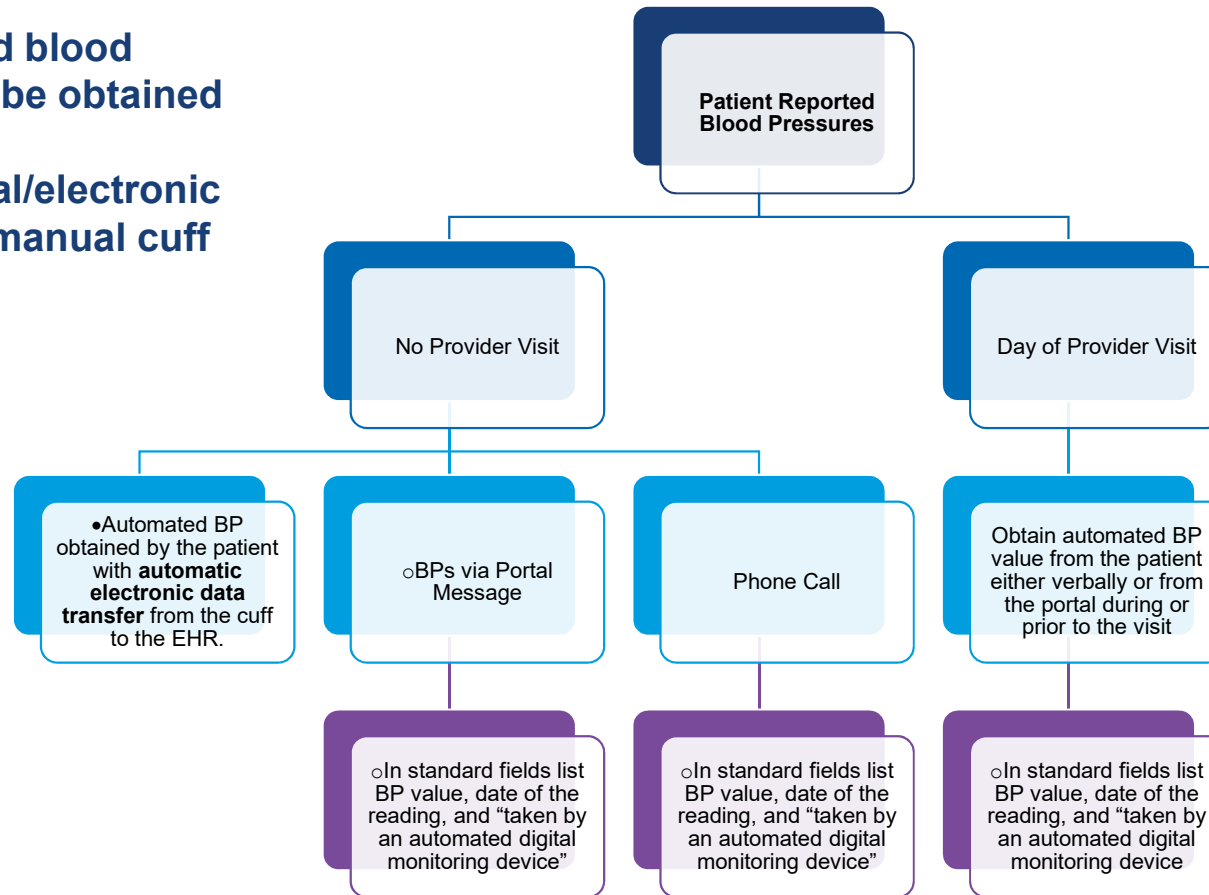 d blood
be obtained
al/electronic
manual cuff
Patient Reported
Blood Pressures
No Provider Visit
Day of Provider Visit
•Automated BP
obtained by the patient
with automatic
electronic data
transfer from the cuff
to the EHR.
○BPs via Portal
Message
Phone Call
Obtain automated BP
value from the patient
either verbally or from
the portal during or
prior to the visit
○In standard fields list
BP value, date of the
reading, and “taken by
an automated digital
monitoring device”
○In standard fields list
BP value, date of the
reading, and “taken by
an automated digital
monitoring device”
○In standard fields list
BP value, date of the
reading, and “taken by
an automated digital
monitoring device